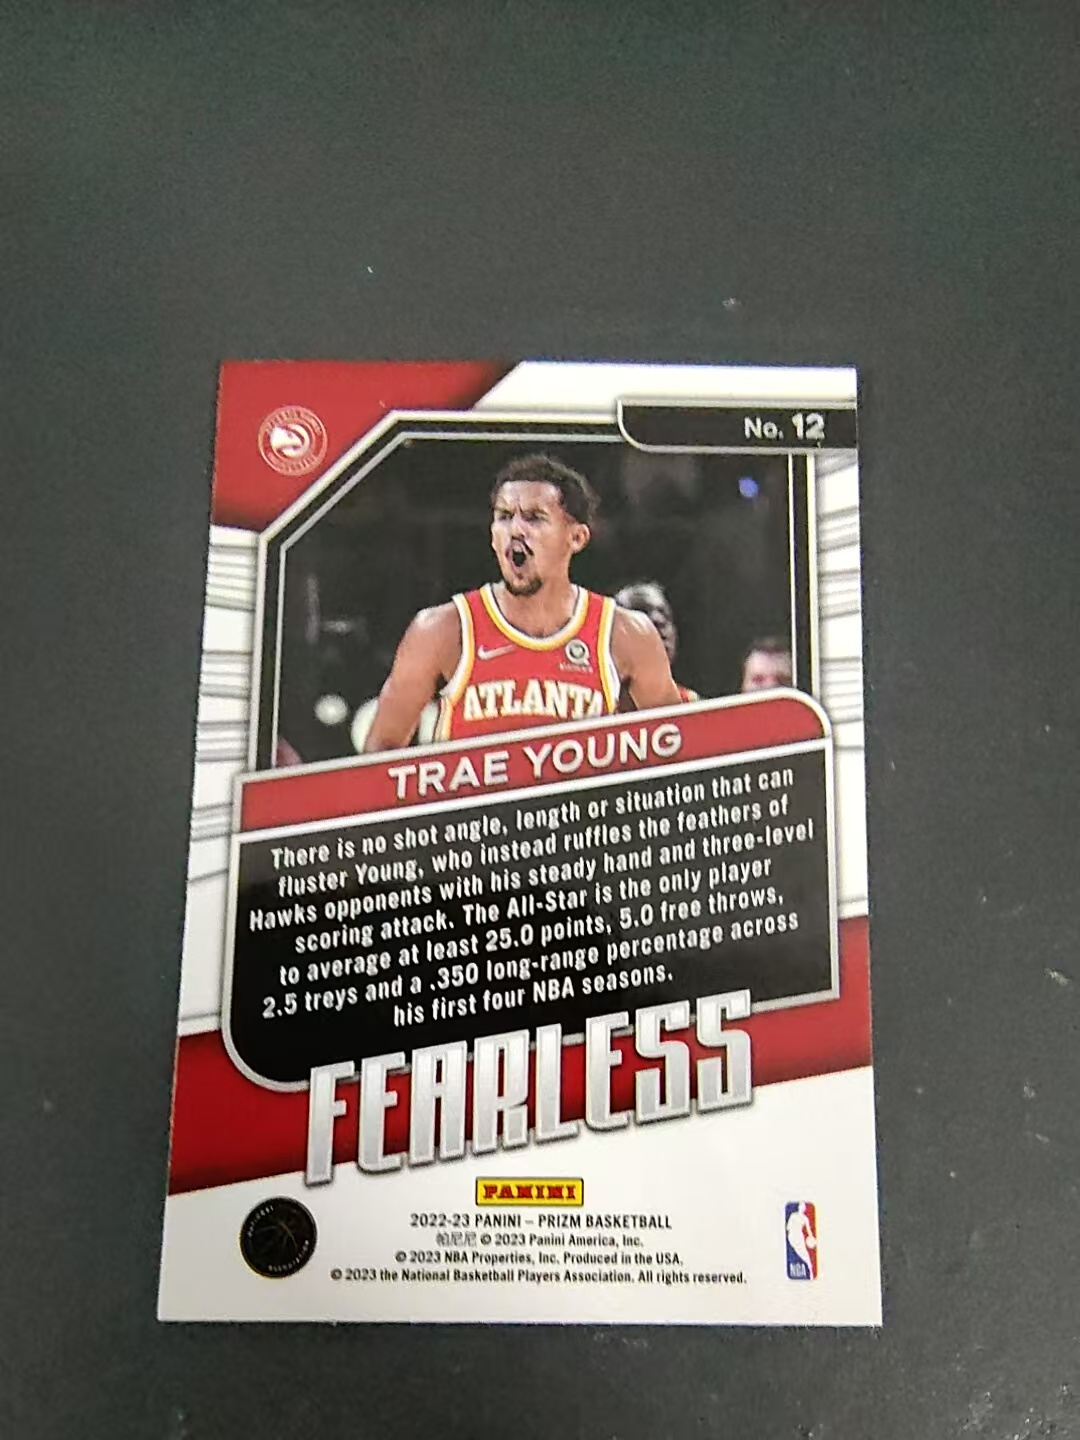 No. 12
ATLANTA
TRAE YOUNG
There is no shot angle, length or situation that can
fluster Young, who instead ruffles the feathers of
Hawks opponents with his steady hand and three-level
scoring attack. The All-Star is the only player
to average at least 25.0 points, 5.0 free throws,
2.5 treys and a .350 long-range percentage across
his first four NBA seasons.
FEARLESS
PANINI
2022-23 PANINI – PRIZM BASKETBALL
帕尼尼 © 2023 Panini America, Inc.
© 2023 NBA Properties, Inc. Produced in the USA.
© 2023 the National Basketball Players Association. All rights reserved.
NBA